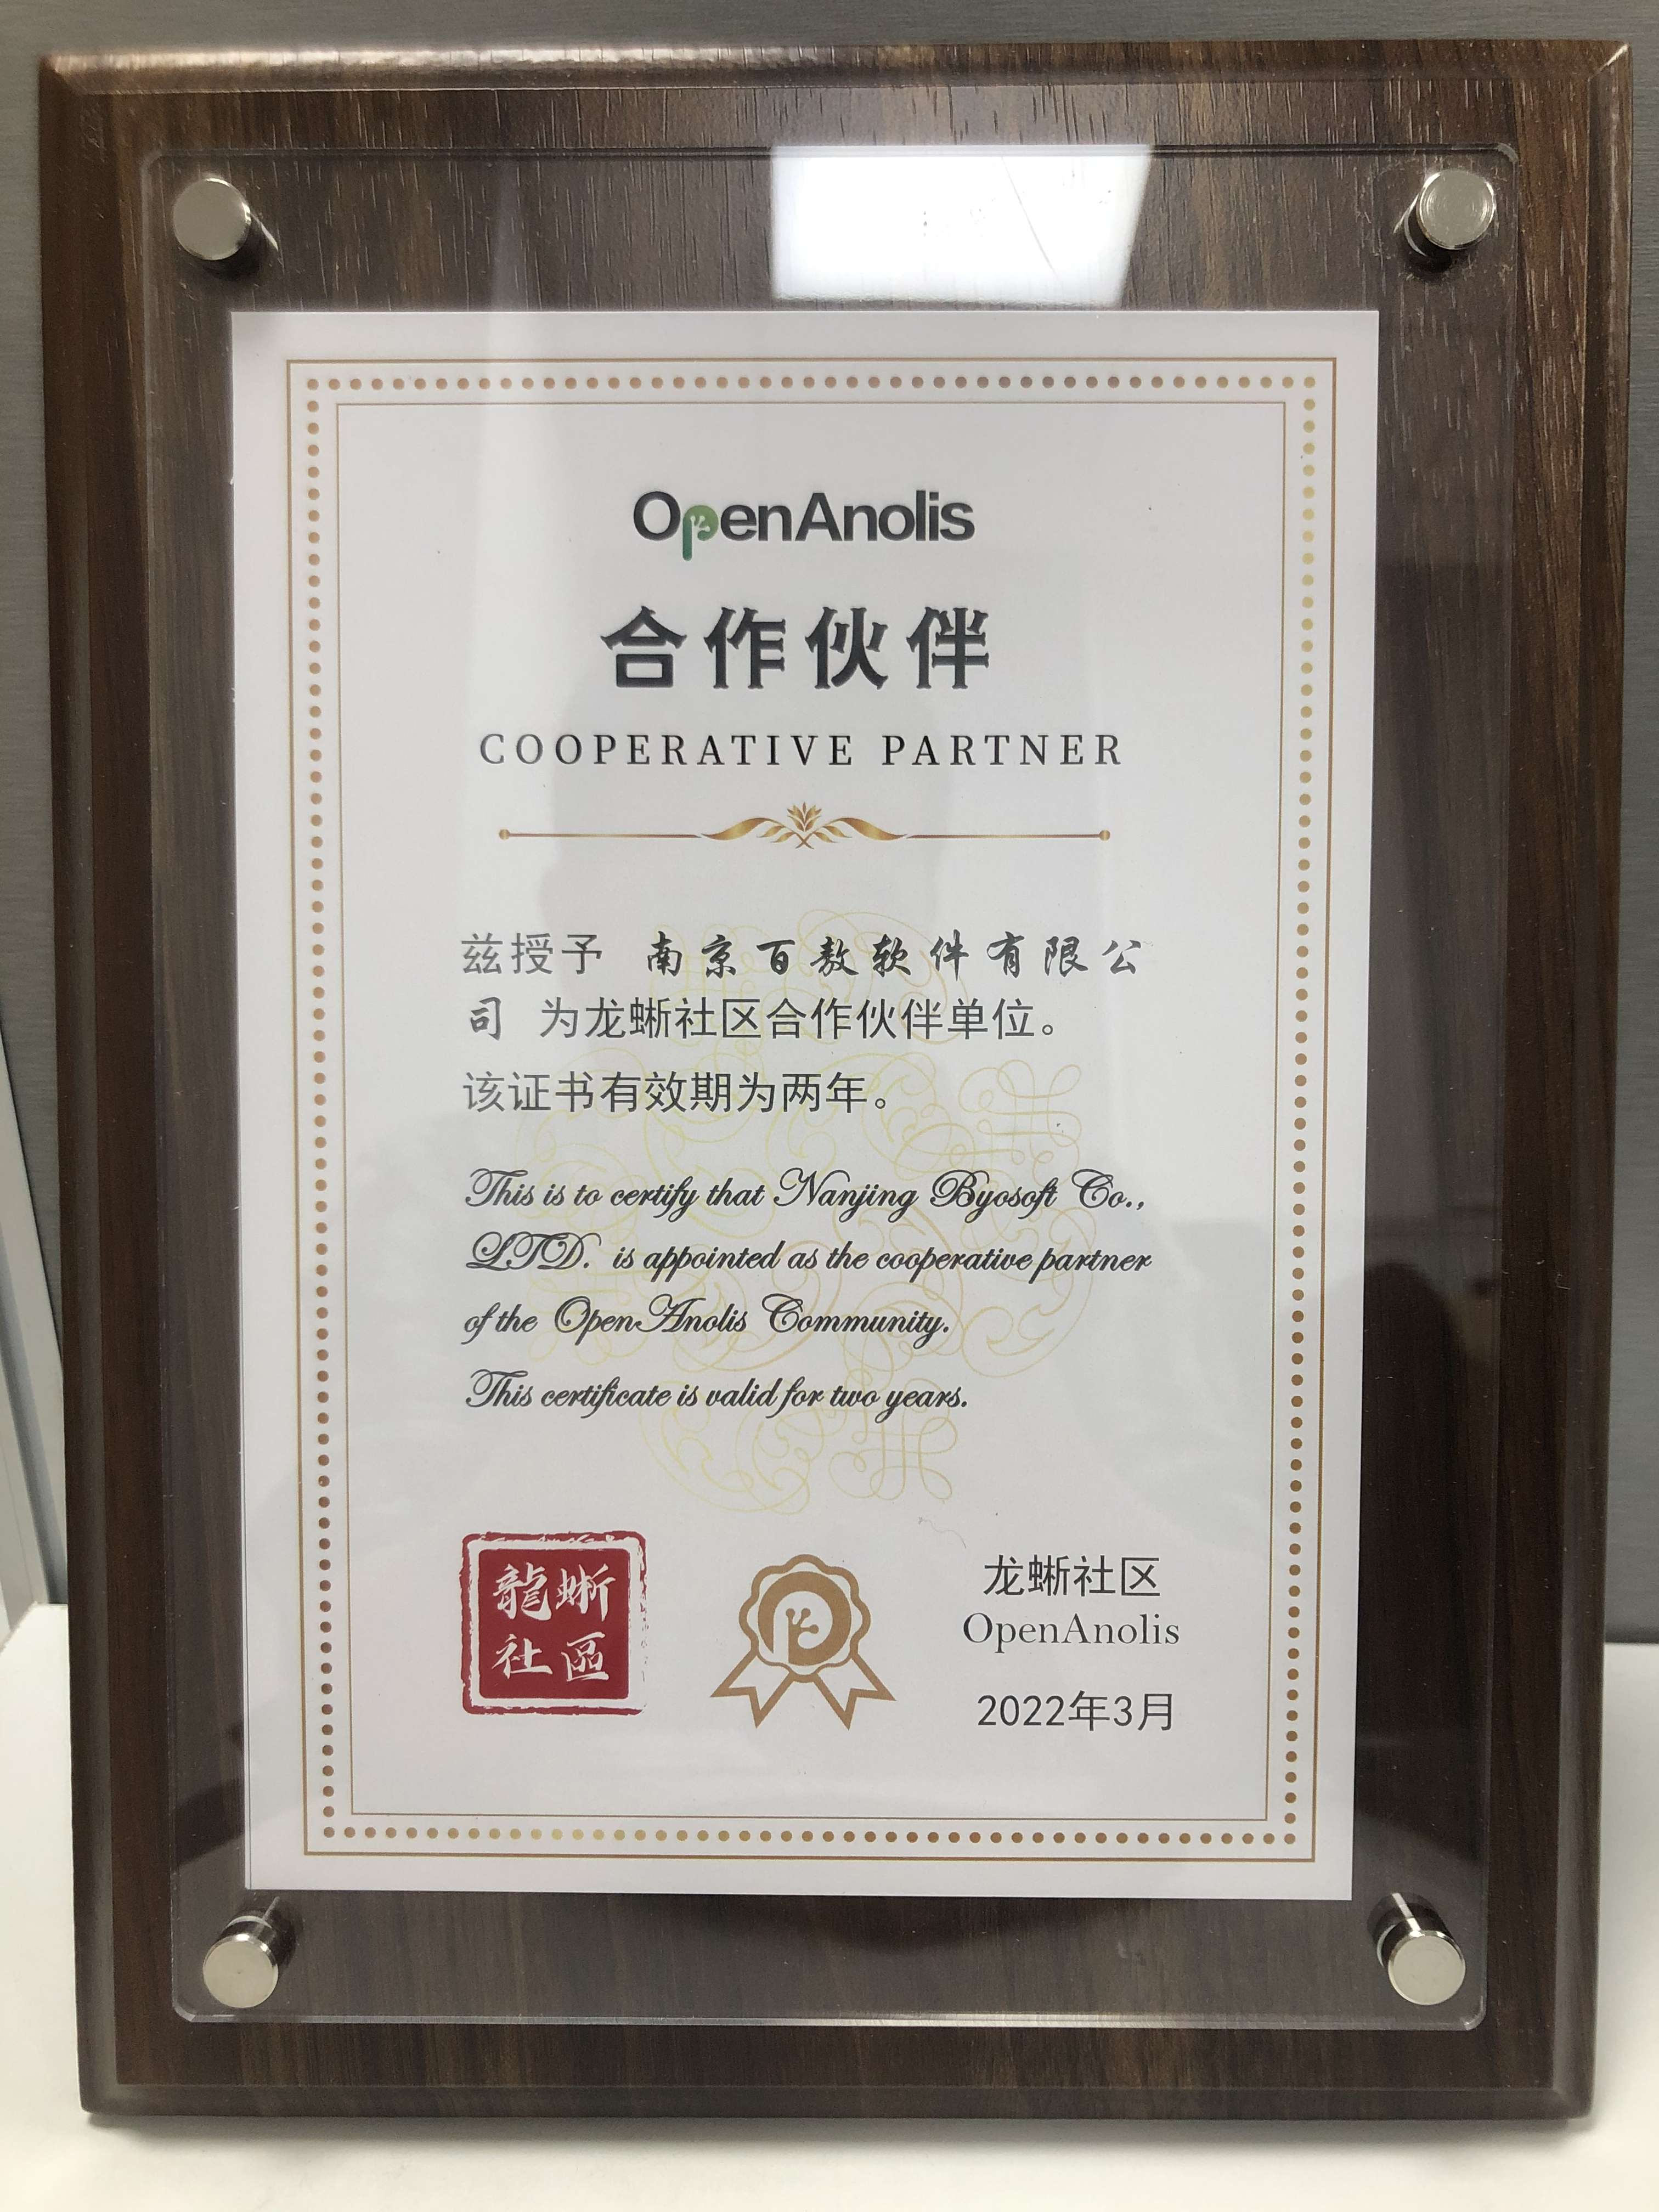 OpenAnolis
合作伙伴
COOPERATIVE PARTNER
兹授予 南京百敖软件有限公
司 为龙蜥社区合作伙伴单位。
该证书有效期为两年。
This is to certify that Nanjing Byosoft Co.,
LTD. is appointed as the cooperative partner
of the OpenAnolis Community.
This certificate is valid for two years.
龍蜥
社區
龙蜥社区
OpenAnolis
2022年3月